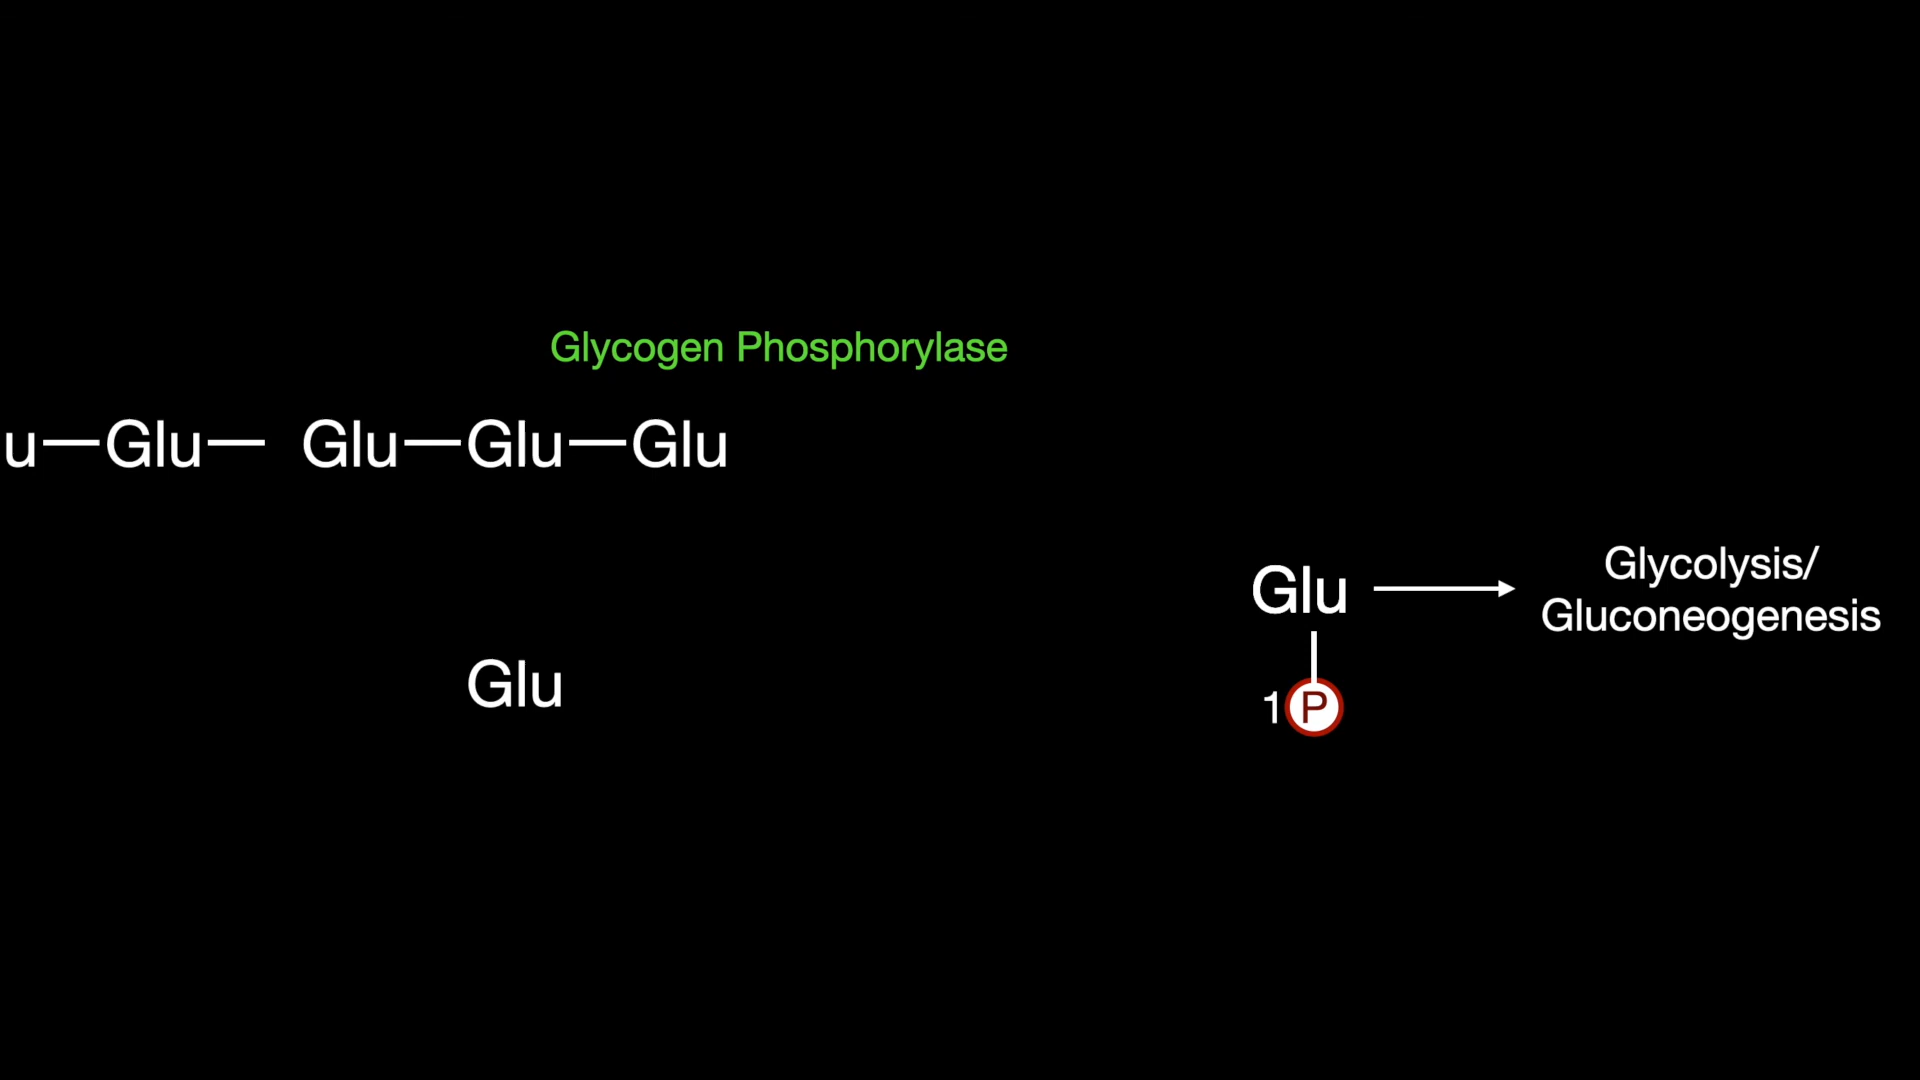 Glycogen Phosphorylase
u—Glu— Glu—Glu—Glu
Glycolysis/
Gluconeogenesis
Glu
Glu
1 P